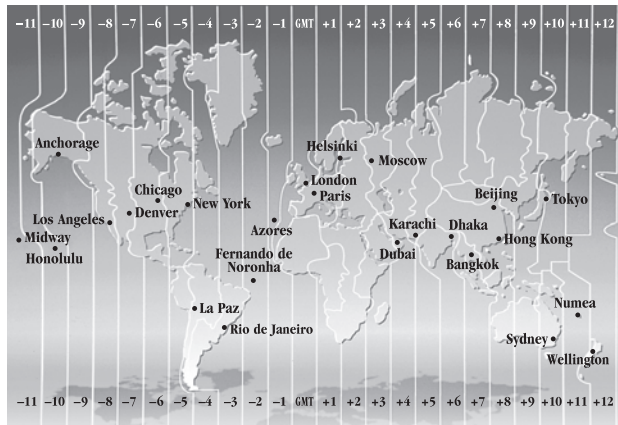 −11 −10 −9 −8 −7 −6 −5 −4 −3 −2 −1 GMT +1 +2 +3 +4 +5 +6 +7 +8 +9 +10 +11 +12
Anchorage
Helsinki
Moscow
London
Paris
Chicago
New York
Denver
Los Angeles
Beijing
Tokyo
Azores
Karachi
Dhaka
Midway
Honolulu
Hong Kong
Dubai
Bangkok
Fernando de
Noronha
La Paz
Rio de Janeiro
Numea
Sydney
Wellington
−11 −10 −9 −8 −7 −6 −5 −4 −3 −2 −1 GMT +1 +2 +3 +4 +5 +6 +7 +8 +9 +10 +11 +12